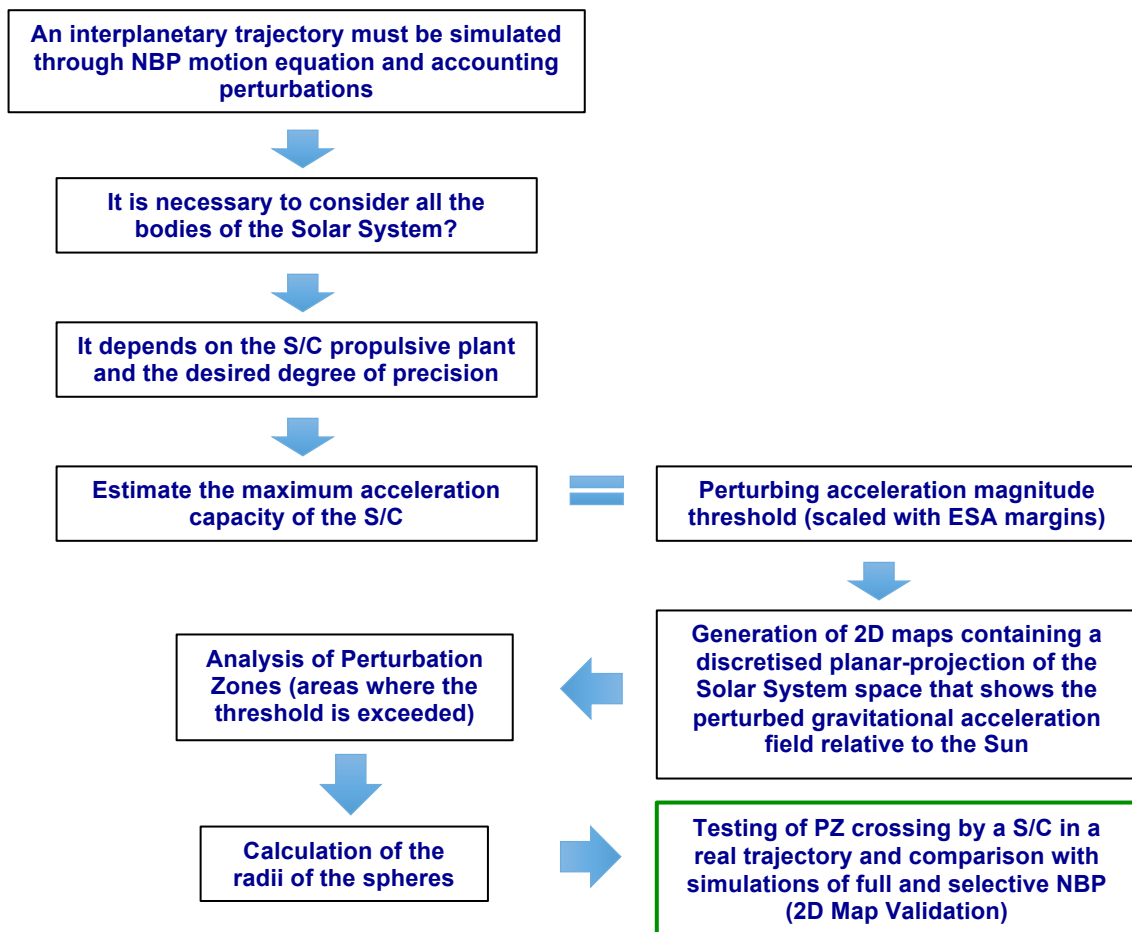 An interplanetary trajectory must be simulated
through NBP motion equation and accounting
perturbations
It is necessary to consider all the
bodies of the Solar System?
It depends on the S/C propulsive plant
and the desired degree of precision
Estimate the maximum acceleration
capacity of the S/C
Perturbing acceleration magnitude
threshold (scaled with ESA margins)
Generation of 2D maps containing a
discretised planar-projection of the
Solar System space that shows the
perturbed gravitational acceleration
field relative to the Sun
Analysis of Perturbation
Zones (areas where the
threshold is exceeded)
Calculation of the
radii of the spheres
Testing of PZ crossing by a S/C in a
real trajectory and comparison with
simulations of full and selective NBP
(2D Map Validation)